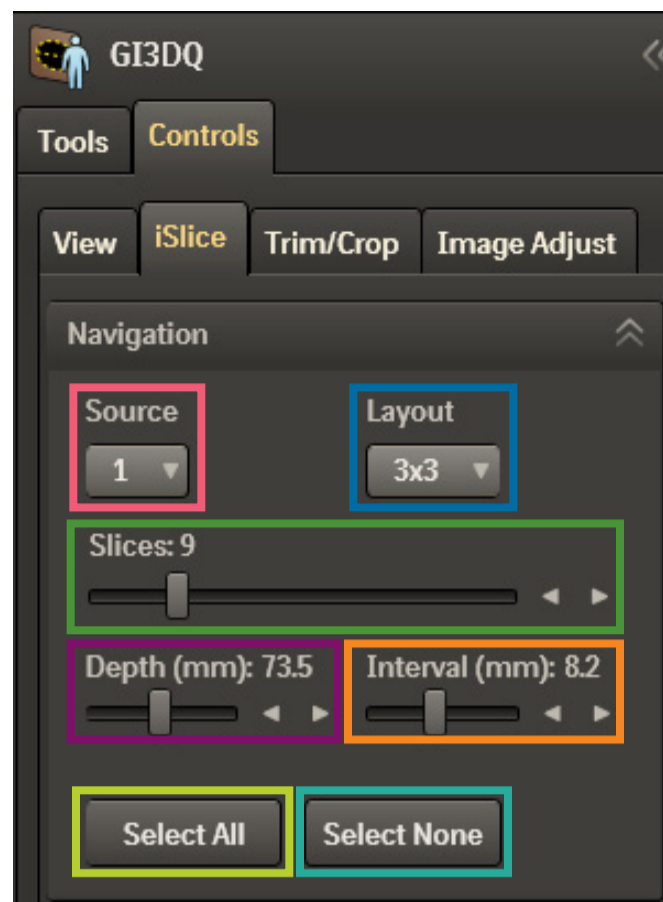 GI3DQ
Tools Controls
View iSlice Trim/Crop Image Adjust
Navigation
Source Layout
1 3x3
Slices: 9
Depth (mm): 73.5 Interval (mm): 8.2
Select All Select None